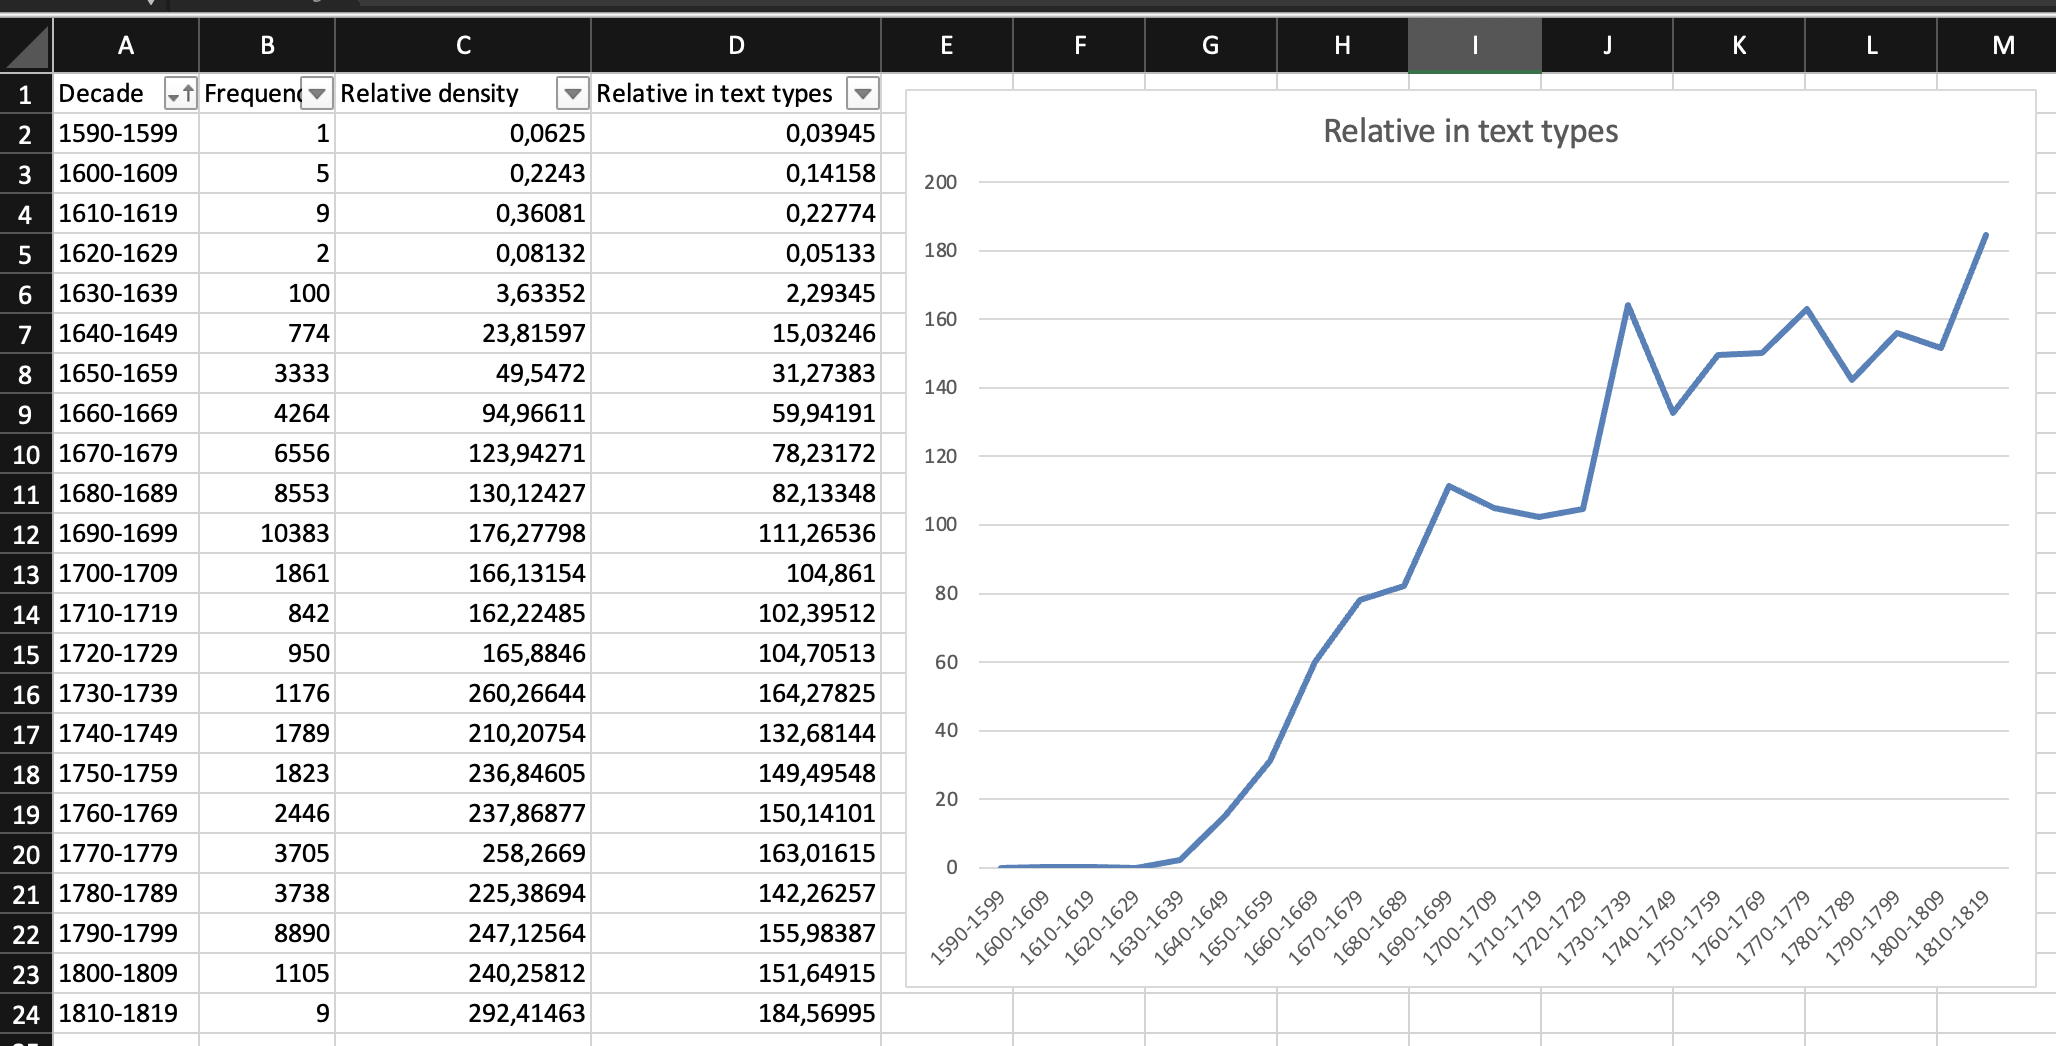 A B C D E F G H I J K L M
1 Decade Frequenc Relative density Relative in text types
2 1590-1599 1 0,0625 0,03945
3 1600-1609 5 0,2243 0,14158
4 1610-1619 9 0,36081 0,22774
5 1620-1629 2 0,08132 0,05133
6 1630-1639 100 3,63352 2,29345
7 1640-1649 774 23,81597 15,03246
8 1650-1659 3333 49,5472 31,27383
9 1660-1669 4264 94,96611 59,94191
10 1670-1679 6556 123,94271 78,23172
11 1680-1689 8553 130,12427 82,13348
12 1690-1699 10383 176,27798 111,26536
13 1700-1709 1861 166,13154 104,861
14 1710-1719 842 162,22485 102,39512
15 1720-1729 950 165,8846 104,70513
16 1730-1739 1176 260,26644 164,27825
17 1740-1749 1789 210,20754 132,68144
18 1750-1759 1823 236,84605 149,49548
19 1760-1769 2446 237,86877 150,14101
20 1770-1779 3705 258,2669 163,01615
21 1780-1789 3738 225,38694 142,26257
22 1790-1799 8890 247,12564 155,98387
23 1800-1809 1105 240,25812 151,64915
24 1810-1819 9 292,41463 184,56995
Relative in text types
200
180
160
140
120
100
80
60
40
20
0
1590-1599
1600-1609
1610-1619
1620-1629
1630-1639
1640-1649
1650-1659
1660-1669
1670-1679
1680-1689
1690-1699
1700-1709
1710-1719
1720-1729
1730-1739
1740-1749
1750-1759
1760-1769
1770-1779
1780-1789
1790-1799
1800-1809
1810-1819